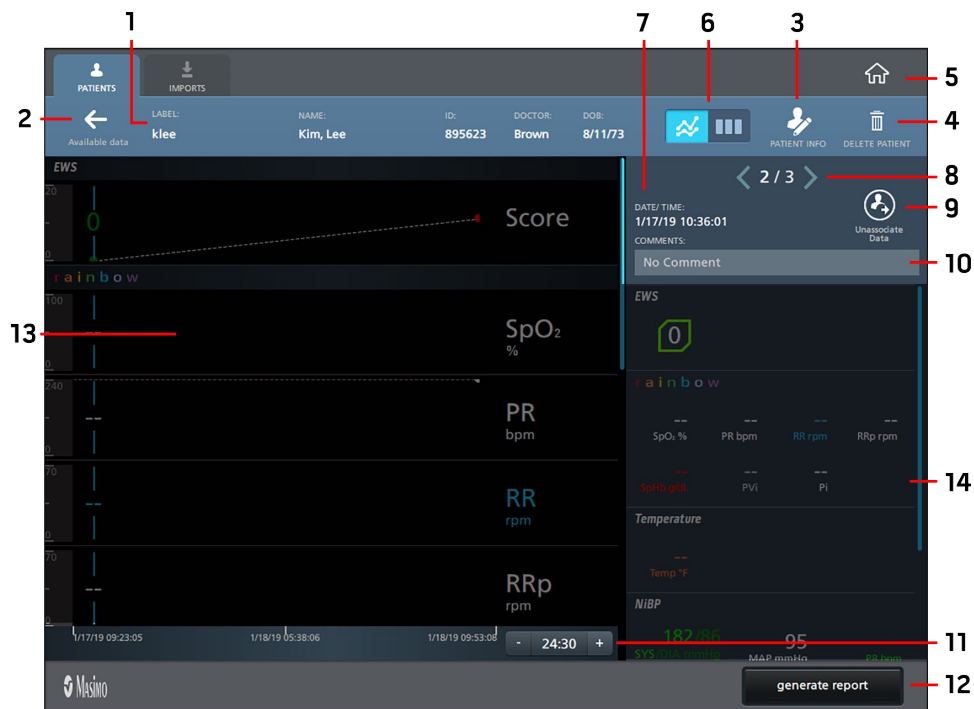 1
7
6
3
PATIENTS
IMPORTS
5
2
Available data
LABEL:
klee
NAME:
Kim, Lee
ID:
895623
DOCTOR:
Brown
DOB:
8/11/73
PATIENT INFO
DELETE PATIENT
4
EWS
20
0
0
Score
2 / 3
8
DATE/ TIME:
1/17/19 10:36:01
Unassociate
Data
9
COMMENTS:
No Comment
10
rainbow
100
--
0
SpO₂
%
13
EWS
0
240
--
0
PR
bpm
rainbow
-- -- -- --
SpO₂ % PR bpm RR rpm RRp rpm
70
--
0
RR
rpm
-- -- --
SpHb g/dL PVi Pi
14
Temperature
--
Temp °F
70
--
0
RRp
rpm
NiBP
182/86 95
SYS/DIA mmHg MAP mmHg PR bpm
1/17/19 09:23:05 1/18/19 05:38:06 1/18/19 09:53:08
- 24:30 +
11
Masimo
generate report
12